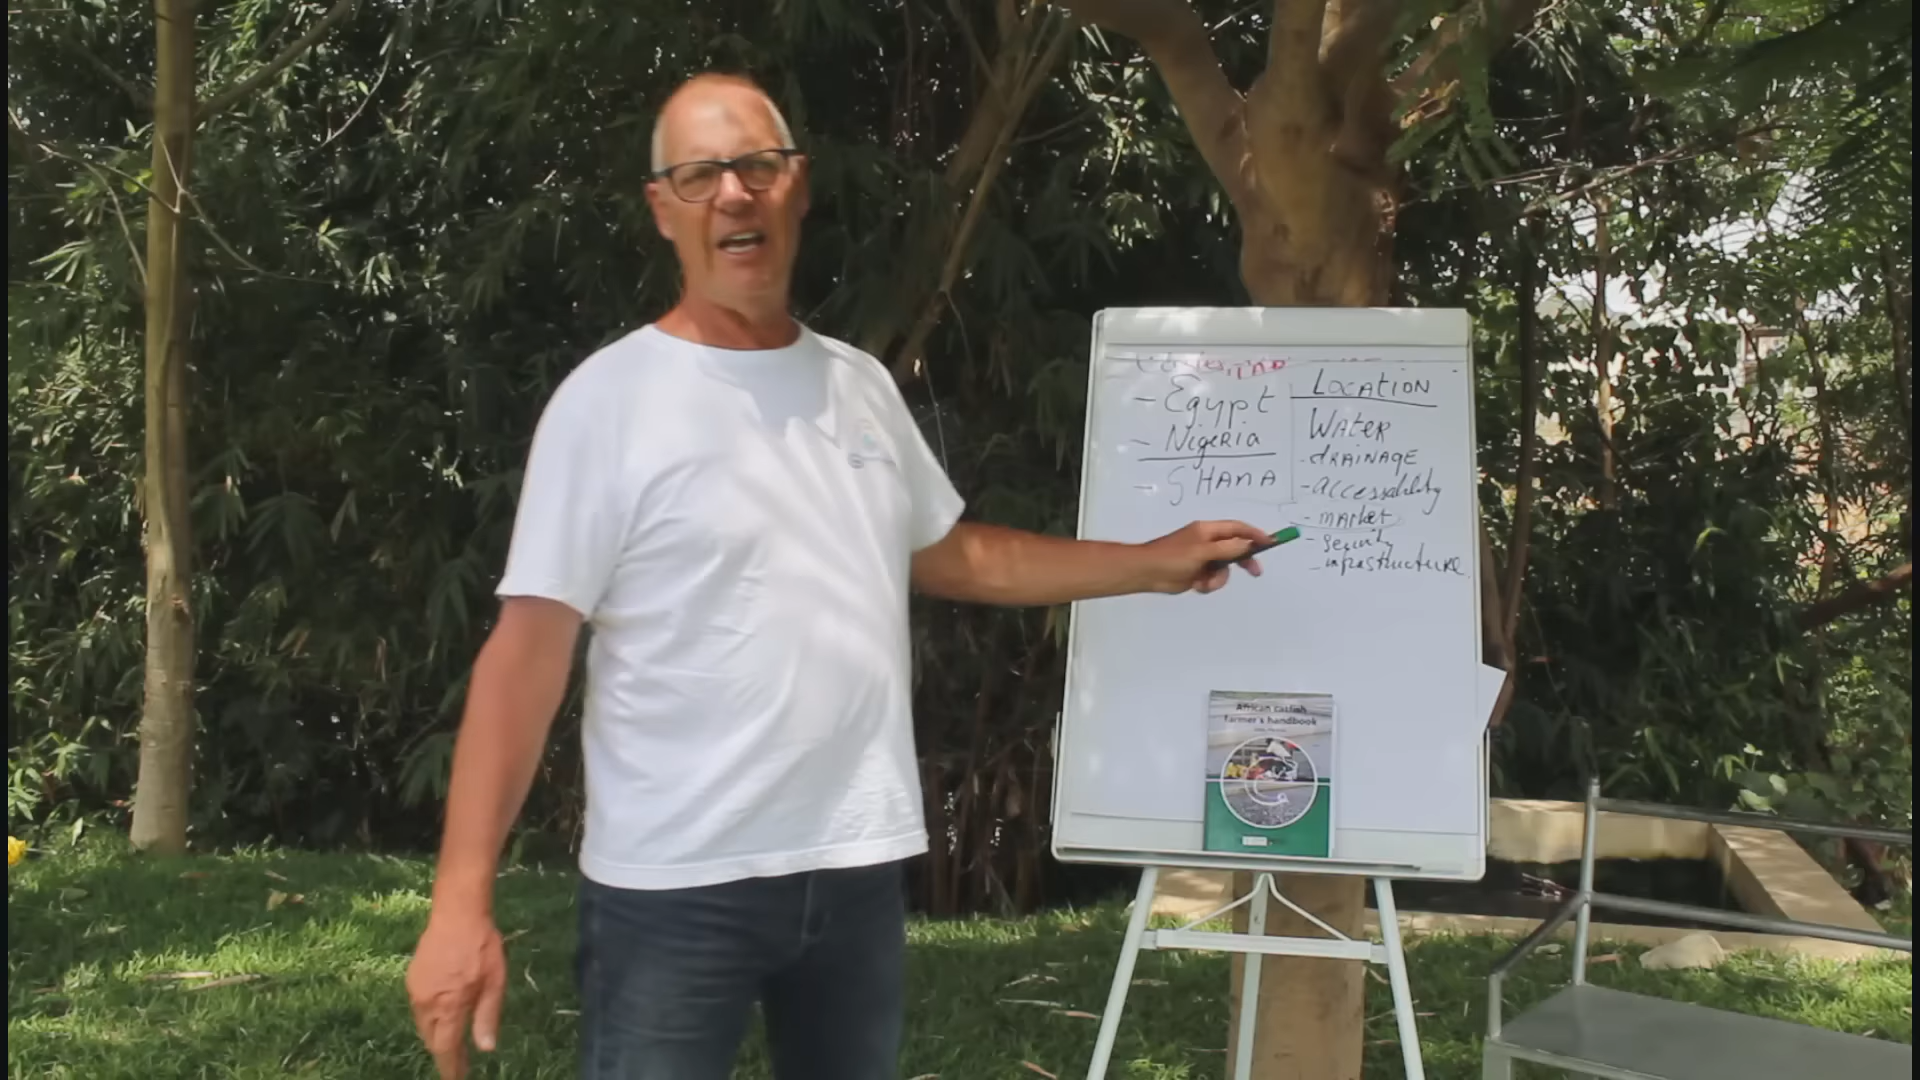 - Egypt
- Nigeria
- GHANA
LOCATION
WATER
- dRAINAGE
- accessability
- market
- security
- infrastructure
African catfish
farmer's handbook